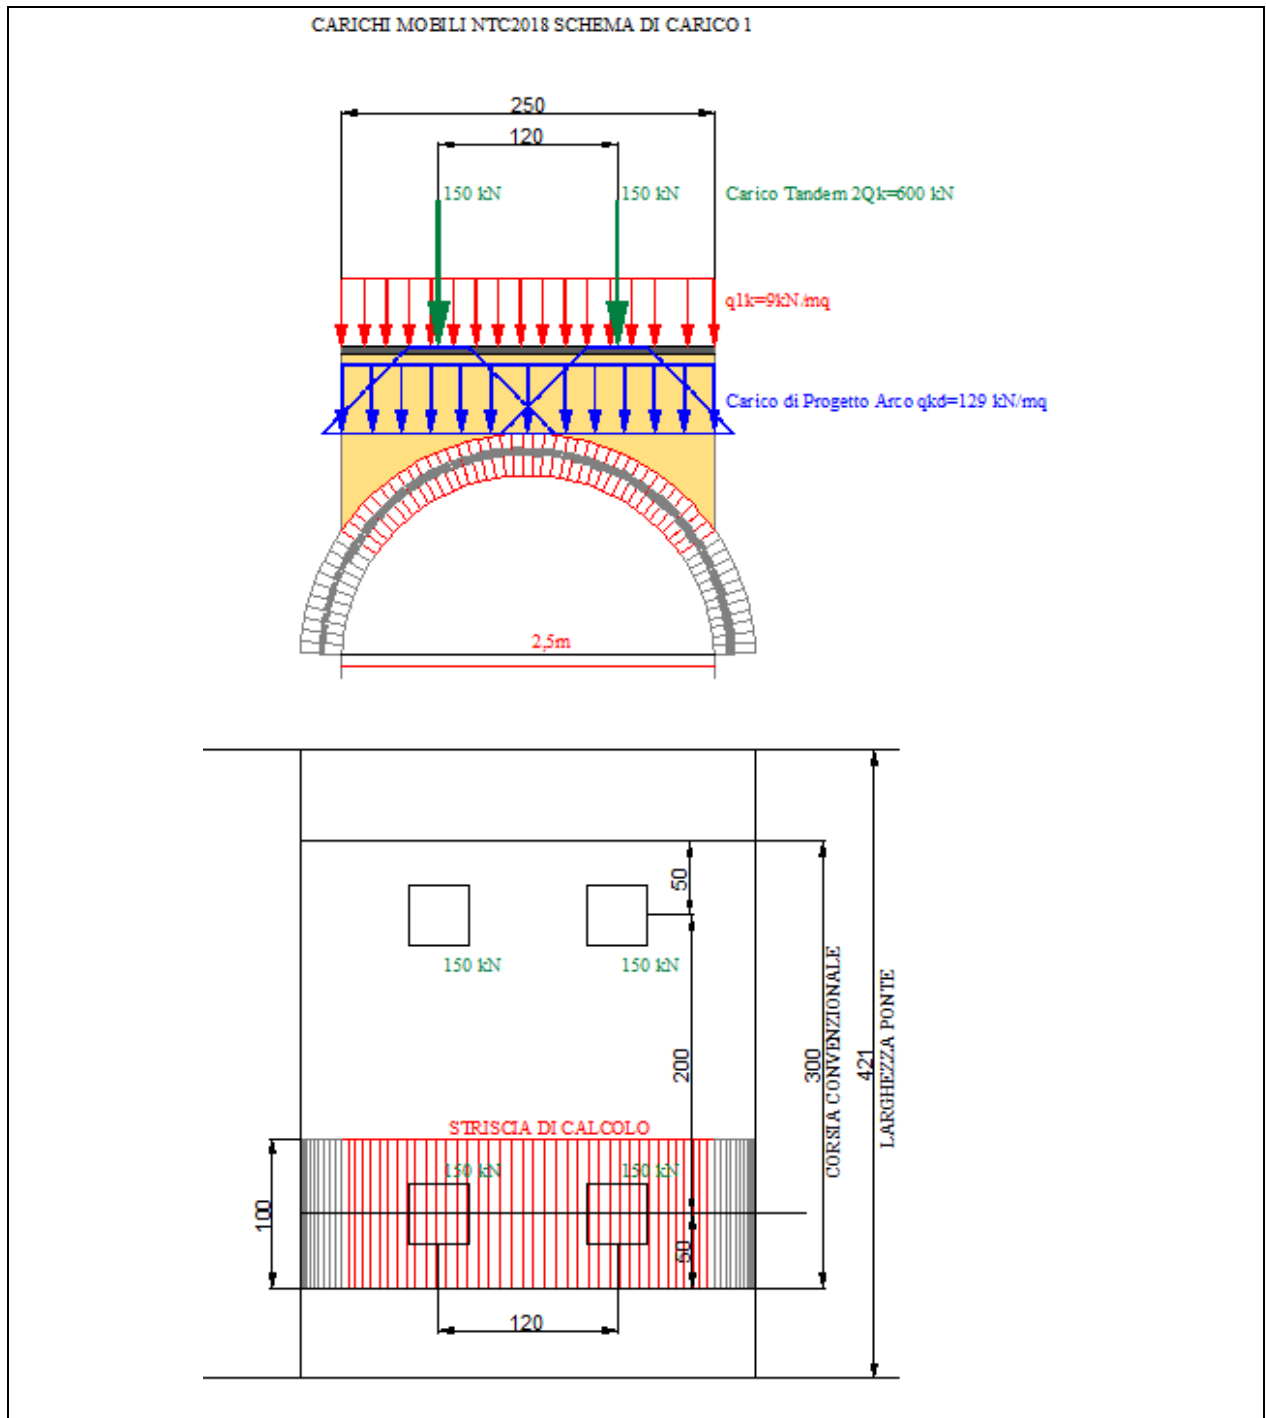 CARICHI MOBILI NTC2018 SCHEMA DI CARICO 1
250
120
150 kN
150 kN
Carico Tandem 2Qk=600 kN
q1k=9kN/mq
Carico di Progetto Arco qkd=129 kN/mq
2,5m
50
150 kN
150 kN
200
300
CORSIA CONVENZIONALE
421
LARGHEZZA PONTE
STRISCIA DI CALCOLO
150 kN
150 kN
100
50
120